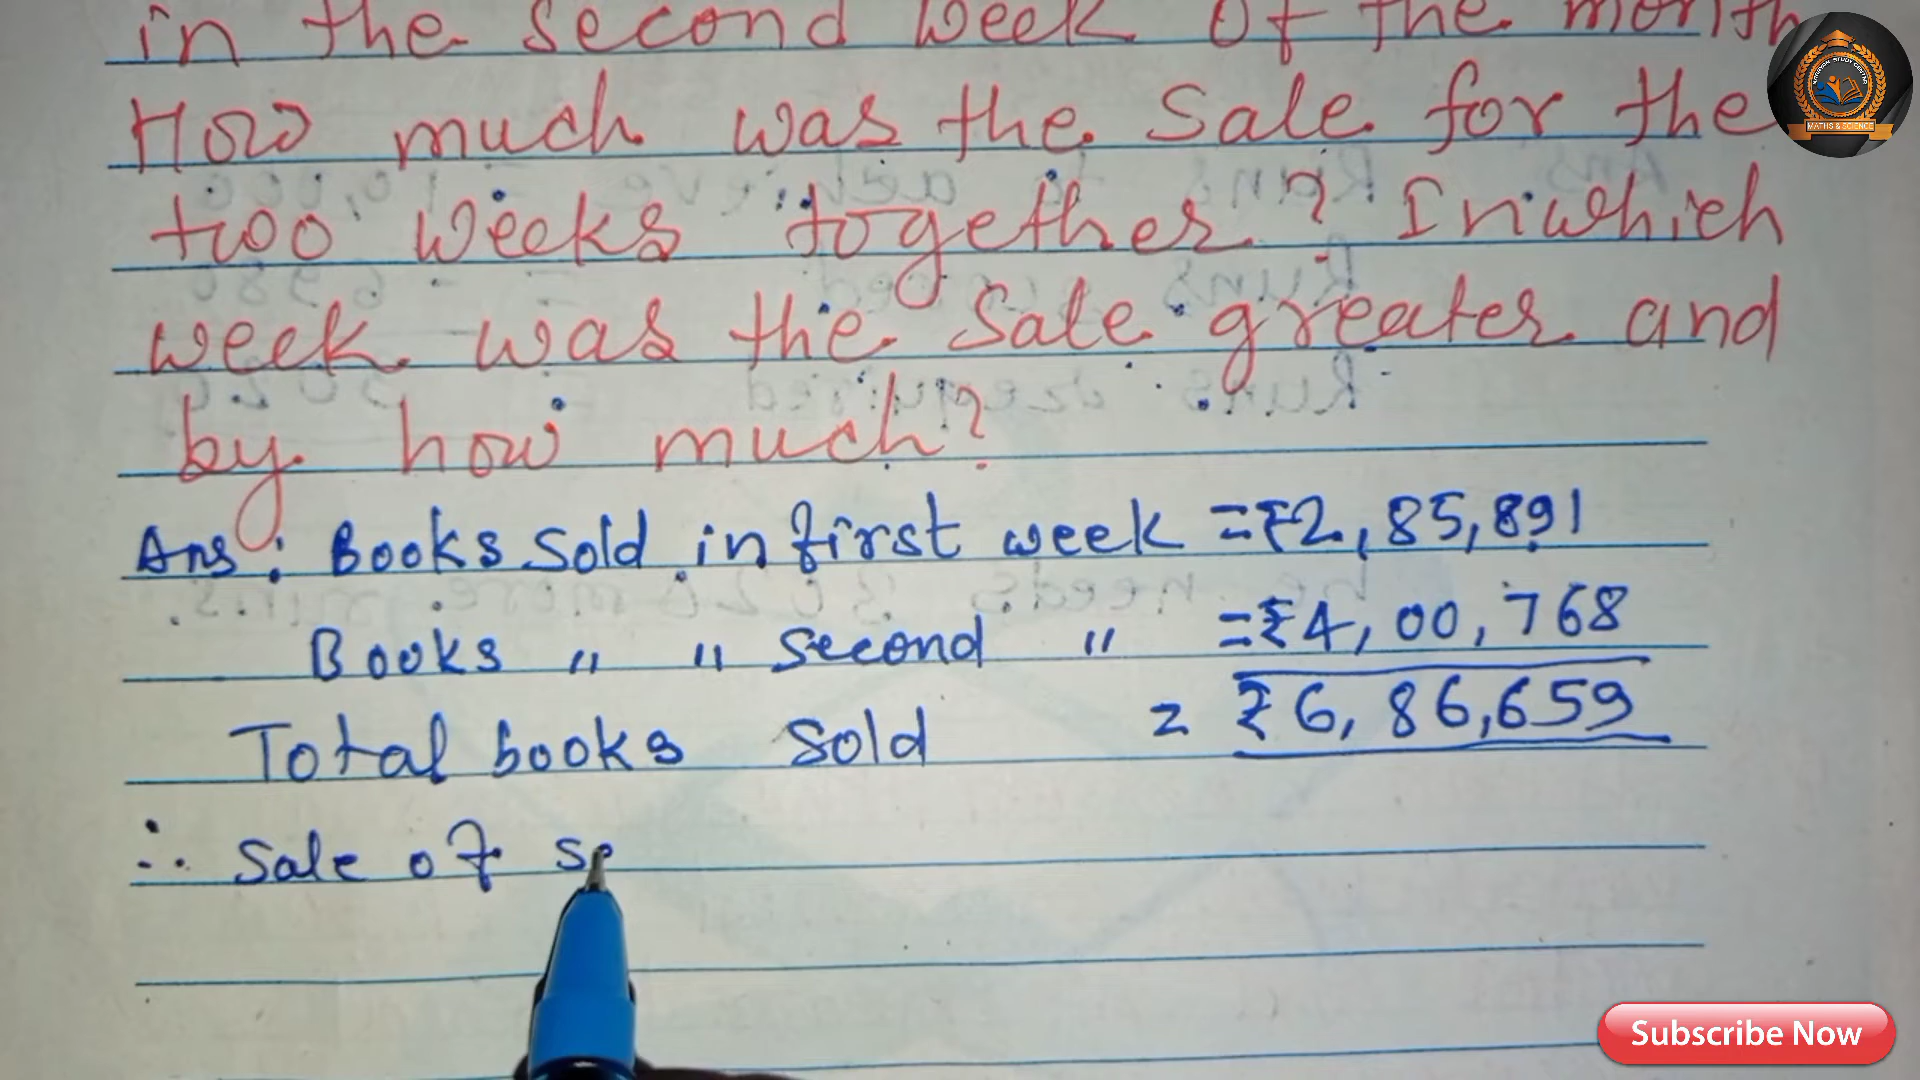 in the second week of the month
How much was the sale for the
two weeks together? In which
week was the sale greater and
by how much?
Ans: Books sold in first week = ₹2,85,891
Books " " second " = ₹4,00,768
Total books sold = ₹6,86,659
∴ Sale of se
MATHS & SCIENCE
Subscribe Now